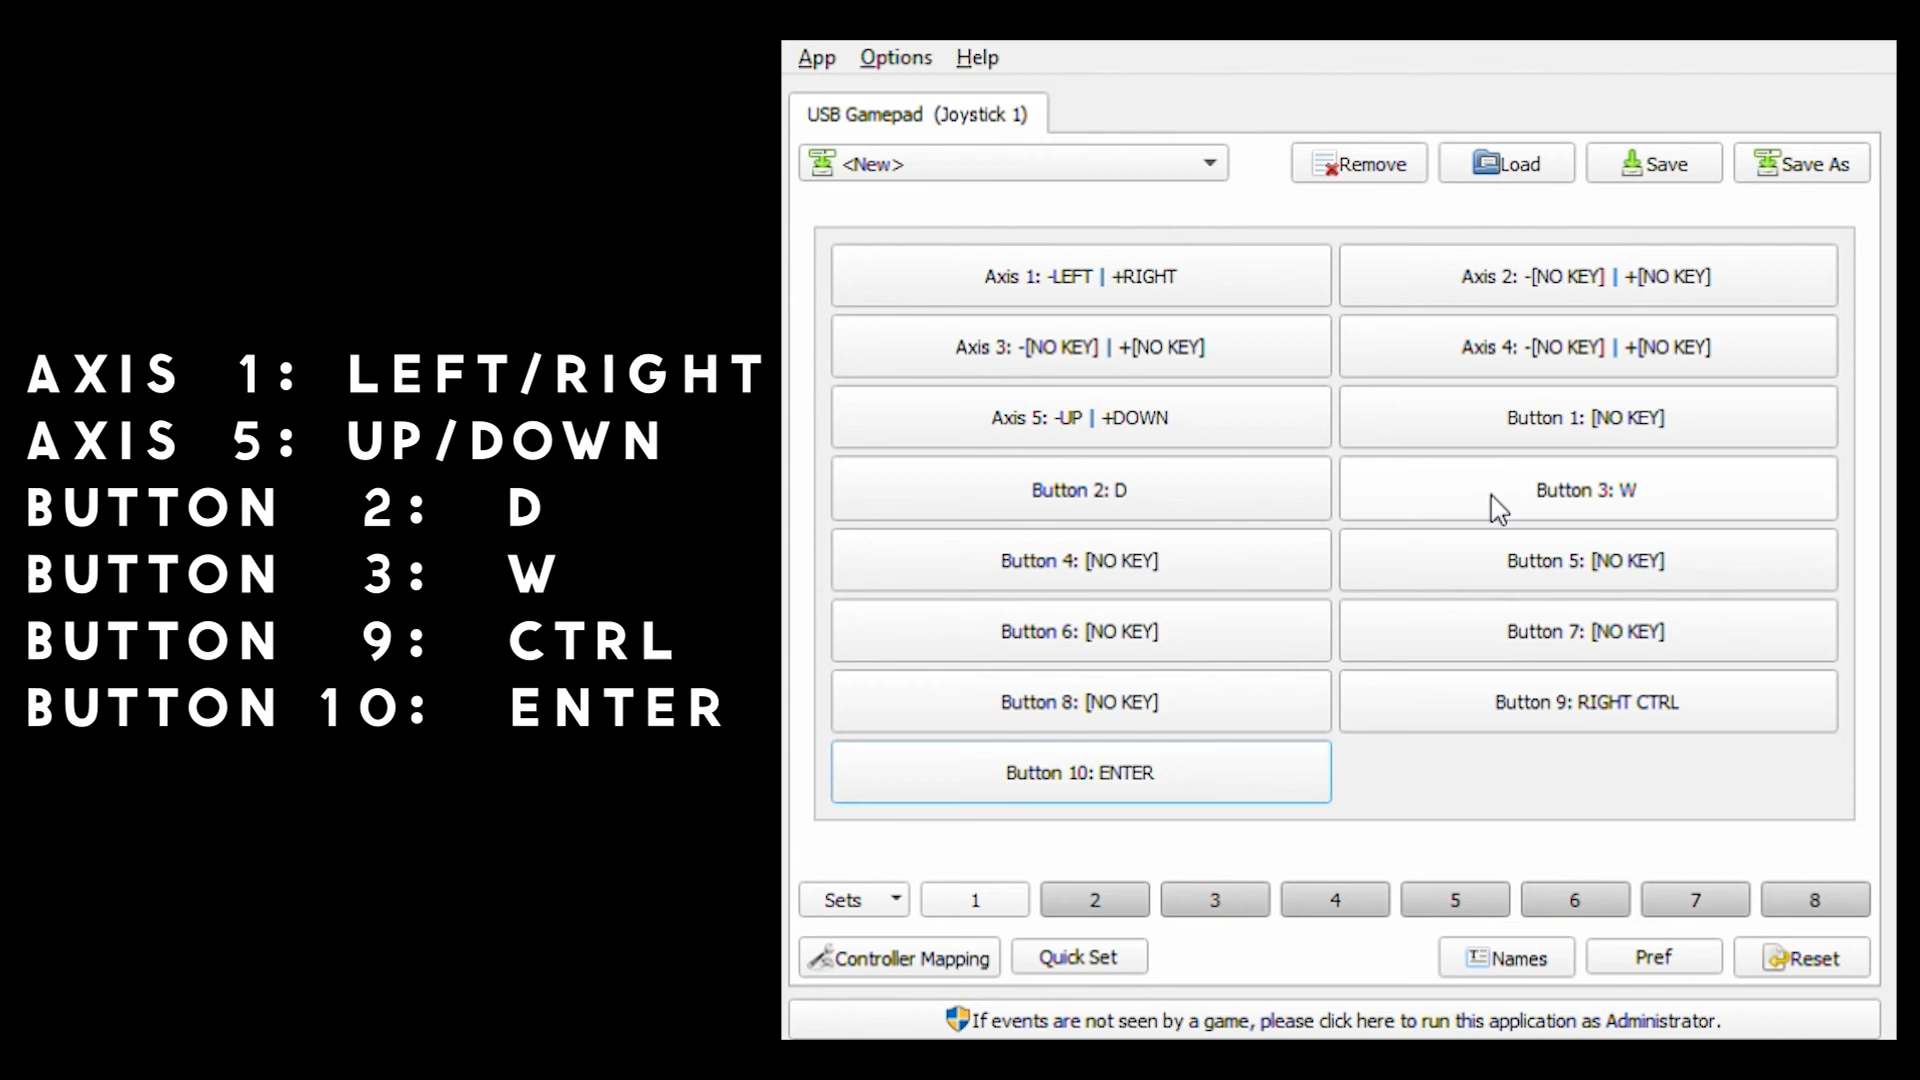 AXIS 1: LEFT/RIGHT
AXIS 5: UP/DOWN
BUTTON 2: D
BUTTON 3: W
BUTTON 9: CTRL
BUTTON 10: ENTER
App Options Help
USB Gamepad (Joystick 1)
<New> Remove Load Save Save As
Axis 1: -LEFT | +RIGHT Axis 2: -[NO KEY] | +[NO KEY]
Axis 3: -[NO KEY] | +[NO KEY] Axis 4: -[NO KEY] | +[NO KEY]
Axis 5: -UP | +DOWN Button 1: [NO KEY]
Button 2: D Button 3: W
Button 4: [NO KEY] Button 5: [NO KEY]
Button 6: [NO KEY] Button 7: [NO KEY]
Button 8: [NO KEY] Button 9: RIGHT CTRL
Button 10: ENTER
Sets 1 2 3 4 5 6 7 8
Controller Mapping Quick Set Names Pref Reset
If events are not seen by a game, please click here to run this application as Administrator.